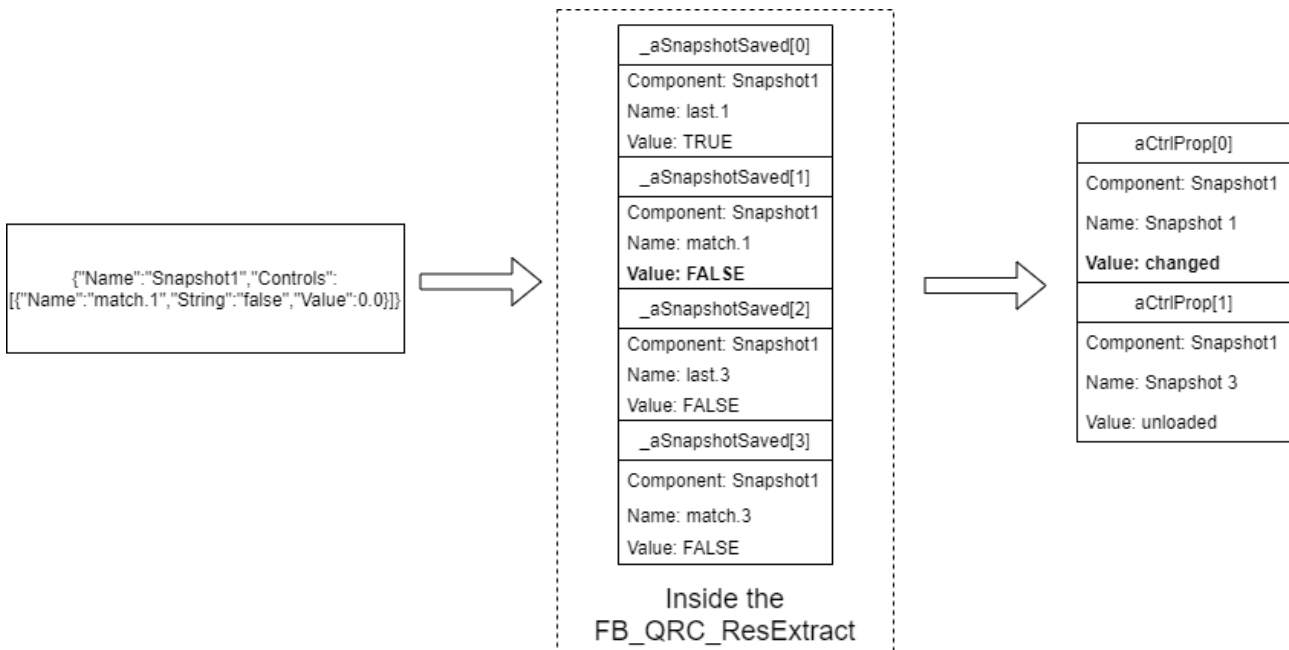 {"Name":"Snapshot1","Controls":
[{"Name":"match.1","String":"false","Value":0.0}]}
_aSnapshotSaved[0]
Component: Snapshot1
Name: last.1
Value: TRUE
_aSnapshotSaved[1]
Component: Snapshot1
Name: match.1
Value: FALSE
_aSnapshotSaved[2]
Component: Snapshot1
Name: last.3
Value: FALSE
_aSnapshotSaved[3]
Component: Snapshot1
Name: match.3
Value: FALSE
Inside the
FB_QRC_ResExtract
aCtrlProp[0]
Component: Snapshot1
Name: Snapshot 1
Value: changed
aCtrlProp[1]
Component: Snapshot1
Name: Snapshot 3
Value: unloaded